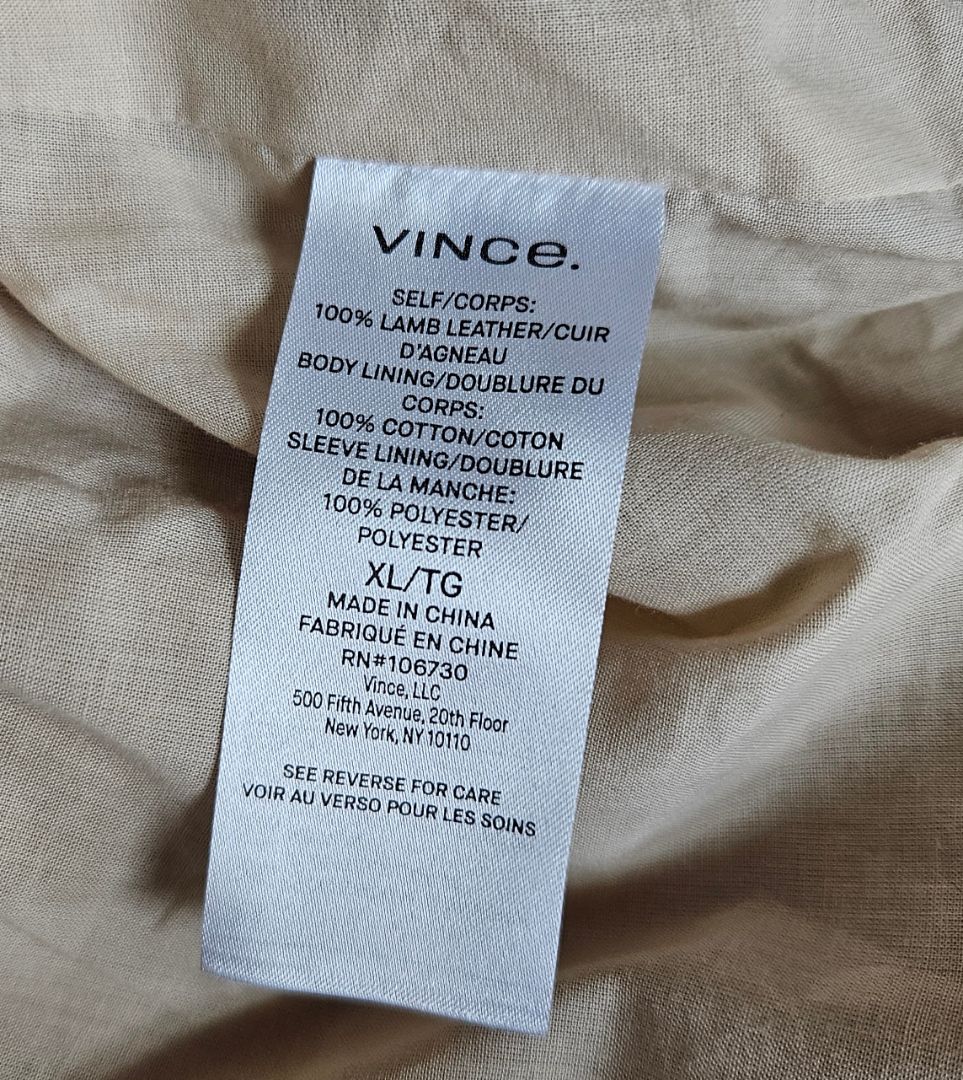 VINCE.
SELF/CORPS:
100% LAMB LEATHER/CUIR
D'AGNEAU
BODY LINING/DOUBLURE DU
CORPS:
100% COTTON/COTON
SLEEVE LINING/DOUBLURE
DE LA MANCHE:
100% POLYESTER/
POLYESTER
XL/TG
MADE IN CHINA
FABRIQUÉ EN CHINE
RN#106730
Vince, LLC
500 Fifth Avenue, 20th Floor
New York, NY 10110
SEE REVERSE FOR CARE
VOIR AU VERSO POUR LES SOINS